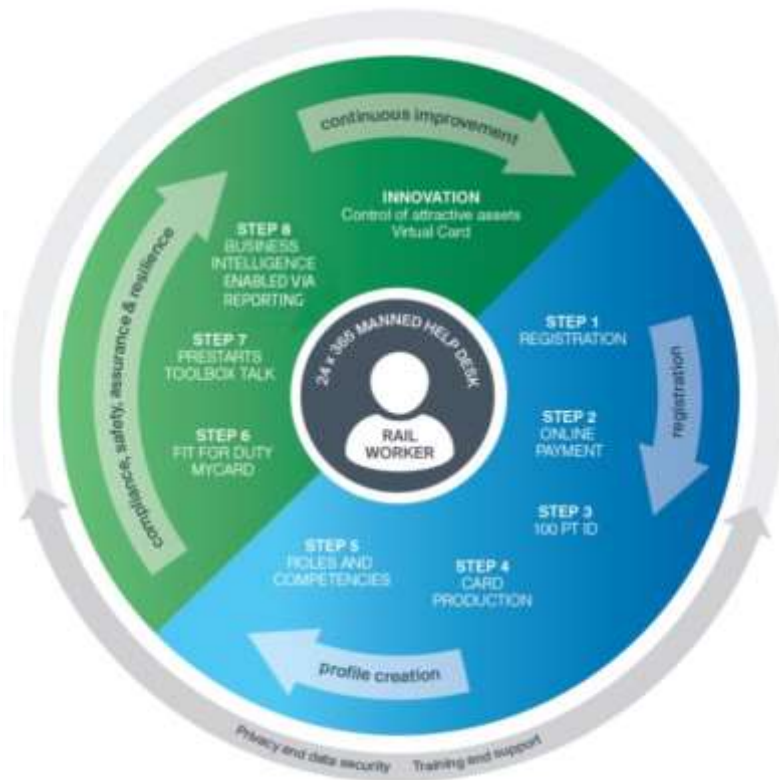 continuous improvement
INNOVATION
Control of attractive assets
Virtual Card
STEP 1
REGISTRATION
registration
STEP 2
ONLINE
PAYMENT
STEP 3
100 PT ID
STEP 4
CARD
PRODUCTION
STEP 5
ROLES AND
COMPETENCIES
profile creation
STEP 6
FIT FOR DUTY
MYCARD
STEP 7
PRESTARTS
TOOLBOX TALK
STEP 8
BUSINESS
INTELLIGENCE
ENABLED VIA
REPORTING
compliance, safety, assurance & resilience
24 x 365 MANNED HELP DESK
RAIL
WORKER
Privacy and data security
Training and support